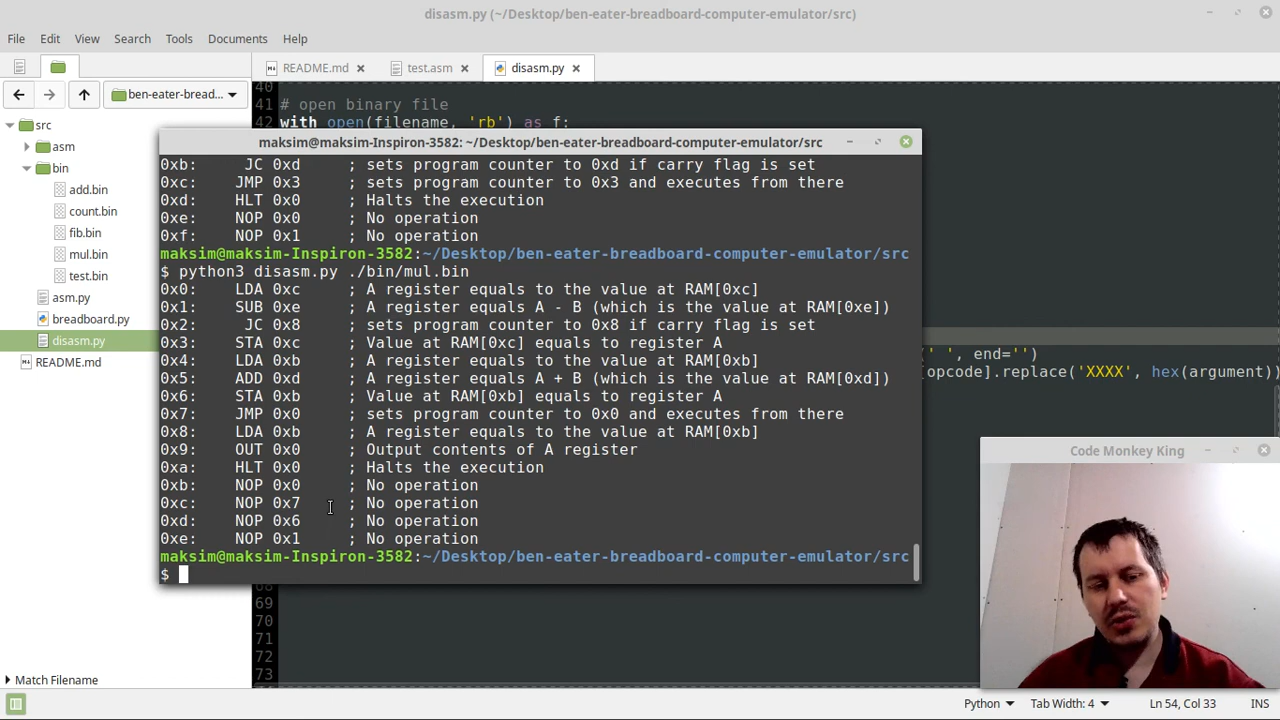 disasm.py (~/Desktop/ben-eater-breadboard-computer-emulator/src)
File Edit View Search Tools Documents Help
README.md test.asm disasm.py
ben-eater-bread...
src
asm
bin
add.bin
count.bin
fib.bin
mul.bin
test.bin
asm.py
breadboard.py
disasm.py
README.md
Match Filename
40
41 # open binary file
42 with open(filename, 'rb') as f:
(' ', end='')
[opcode].replace('XXXX', hex(argument))
69
70
71
72
73
maksim@maksim-Inspiron-3582: ~/Desktop/ben-eater-breadboard-computer-emulator/src
0xb: JC 0xd ; sets program counter to 0xd if carry flag is set
0xc: JMP 0x3 ; sets program counter to 0x3 and executes from there
0xd: HLT 0x0 ; Halts the execution
0xe: NOP 0x0 ; No operation
0xf: NOP 0x1 ; No operation
maksim@maksim-Inspiron-3582:~/Desktop/ben-eater-breadboard-computer-emulator/src
$ python3 disasm.py ./bin/mul.bin
0x0: LDA 0xc ; A register equals to the value at RAM[0xc]
0x1: SUB 0xe ; A register equals A - B (which is the value at RAM[0xe])
0x2: JC 0x8 ; sets program counter to 0x8 if carry flag is set
0x3: STA 0xc ; Value at RAM[0xc] equals to register A
0x4: LDA 0xb ; A register equals to the value at RAM[0xb]
0x5: ADD 0xd ; A register equals A + B (which is the value at RAM[0xd])
0x6: STA 0xb ; Value at RAM[0xb] equals to register A
0x7: JMP 0x0 ; sets program counter to 0x0 and executes from there
0x8: LDA 0xb ; A register equals to the value at RAM[0xb]
0x9: OUT 0x0 ; Output contents of A register
0xa: HLT 0x0 ; Halts the execution
0xb: NOP 0x0 ; No operation
0xc: NOP 0x7 ; No operation
0xd: NOP 0x6 ; No operation
0xe: NOP 0x1 ; No operation
maksim@maksim-Inspiron-3582:~/Desktop/ben-eater-breadboard-computer-emulator/src
$
Code Monkey King
Python Tab Width: 4 Ln 54, Col 33 INS